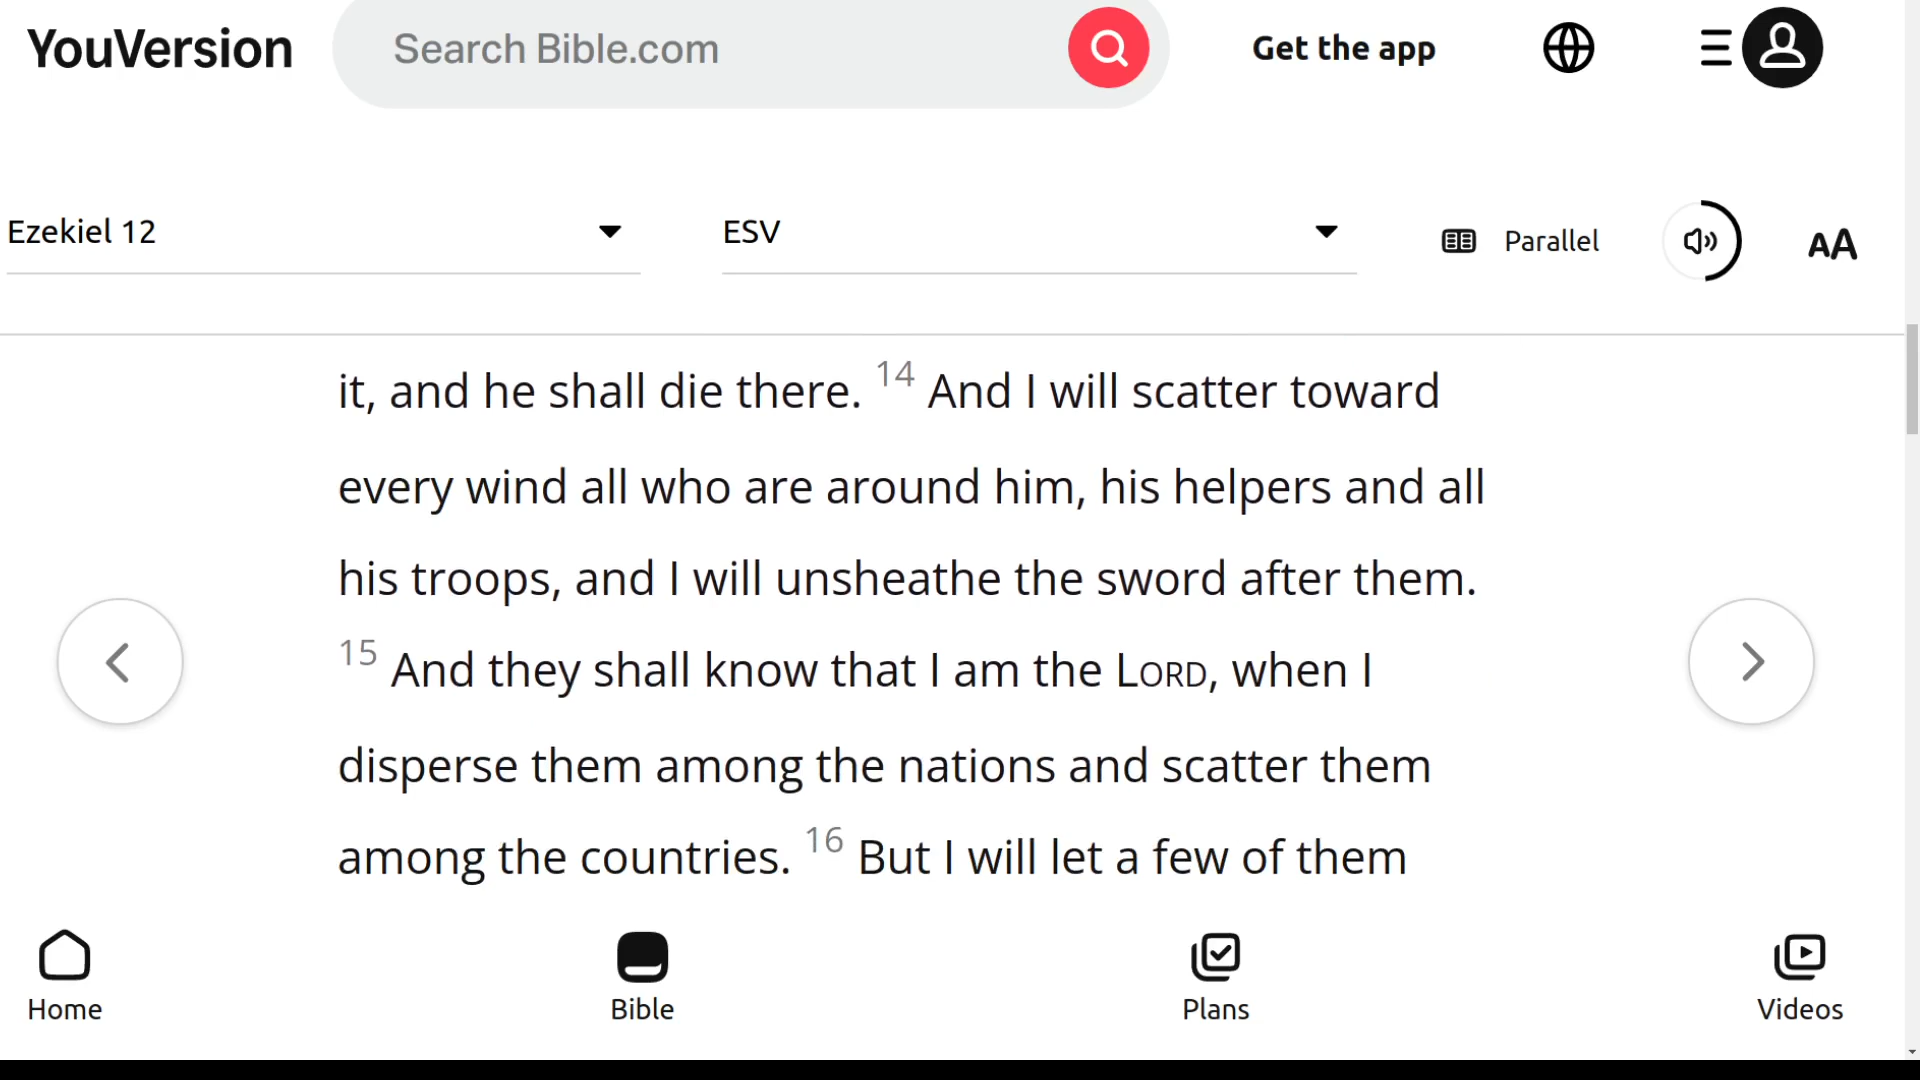 YouVersion Search Bible.com Get the app
Ezekiel 12 ESV Parallel AA
it, and he shall die there. 14 And I will scatter toward
every wind all who are around him, his helpers and all
his troops, and I will unsheathe the sword after them.
15 And they shall know that I am the LORD, when I
disperse them among the nations and scatter them
among the countries. 16 But I will let a few of them
Home Bible Plans Videos